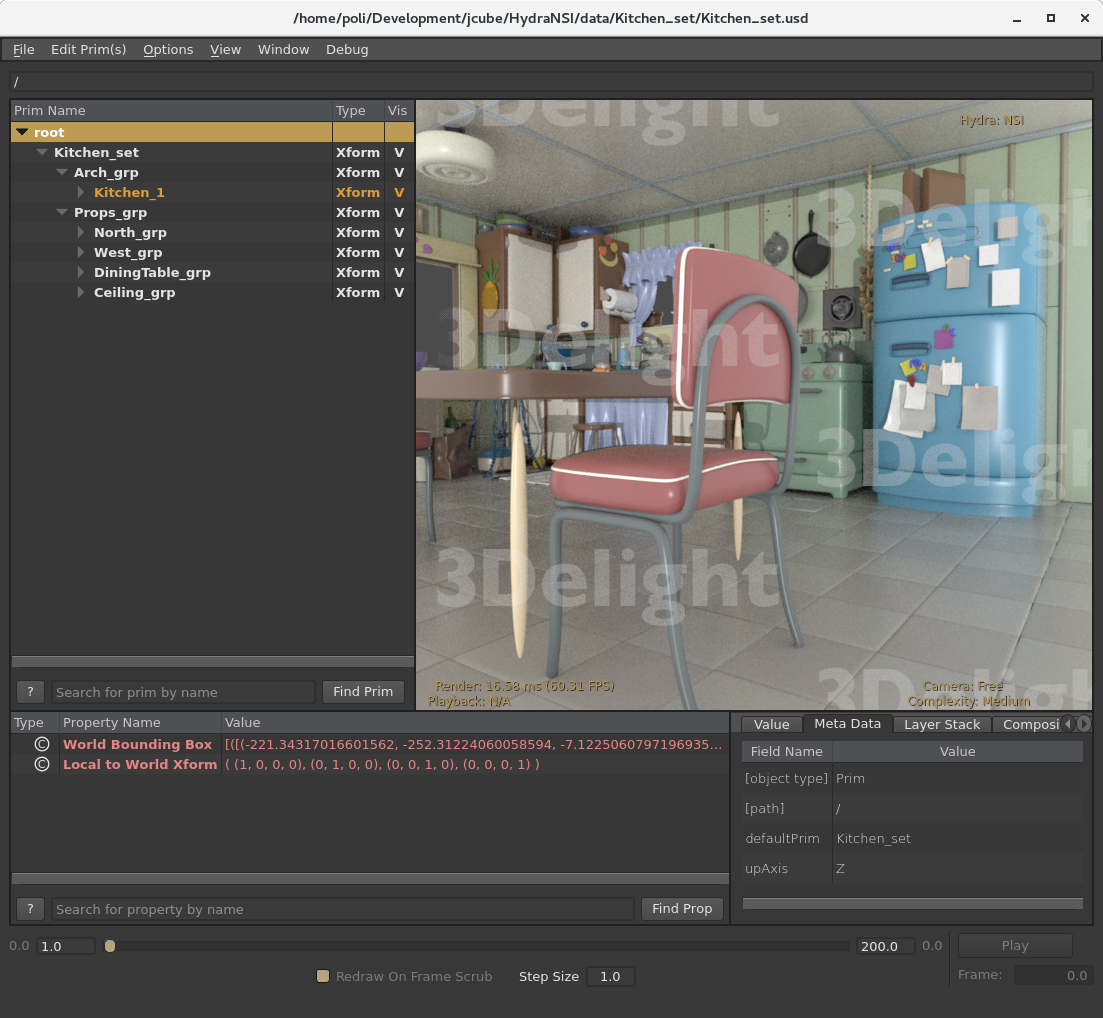 /home/poli/Development/jcube/HydraNSI/data/Kitchen_set/Kitchen_set.usd
File Edit Prim(s) Options View Window Debug
/
Prim Name Type Vis
root
Kitchen_set Xform V
Arch_grp Xform V
Kitchen_1 Xform V
Props_grp Xform V
North_grp Xform V
West_grp Xform V
DiningTable_grp Xform V
Ceiling_grp Xform V
? Search for prim by name Find Prim
3Delight
Hydra: NSI
3Delight
3Delight
3Delight
3Delight
3Delight
Render: 16.58 ms (60.31 FPS)
Playback: N/A
Camera: Free
Complexity: Medium
Type Property Name Value
© World Bounding Box [([(-221.34317016601562, -252.31224060058594, -7.1225060797196935...
© Local to World Xform ( (1, 0, 0, 0), (0, 1, 0, 0), (0, 0, 1, 0), (0, 0, 0, 1) )
? Search for property by name Find Prop
Value Meta Data Layer Stack Composi
Field Name Value
[object type] Prim
[path] /
defaultPrim Kitchen_set
upAxis Z
0.0 1.0 200.0 0.0 Play
Redraw On Frame Scrub Step Size 1.0 Frame: 0.0